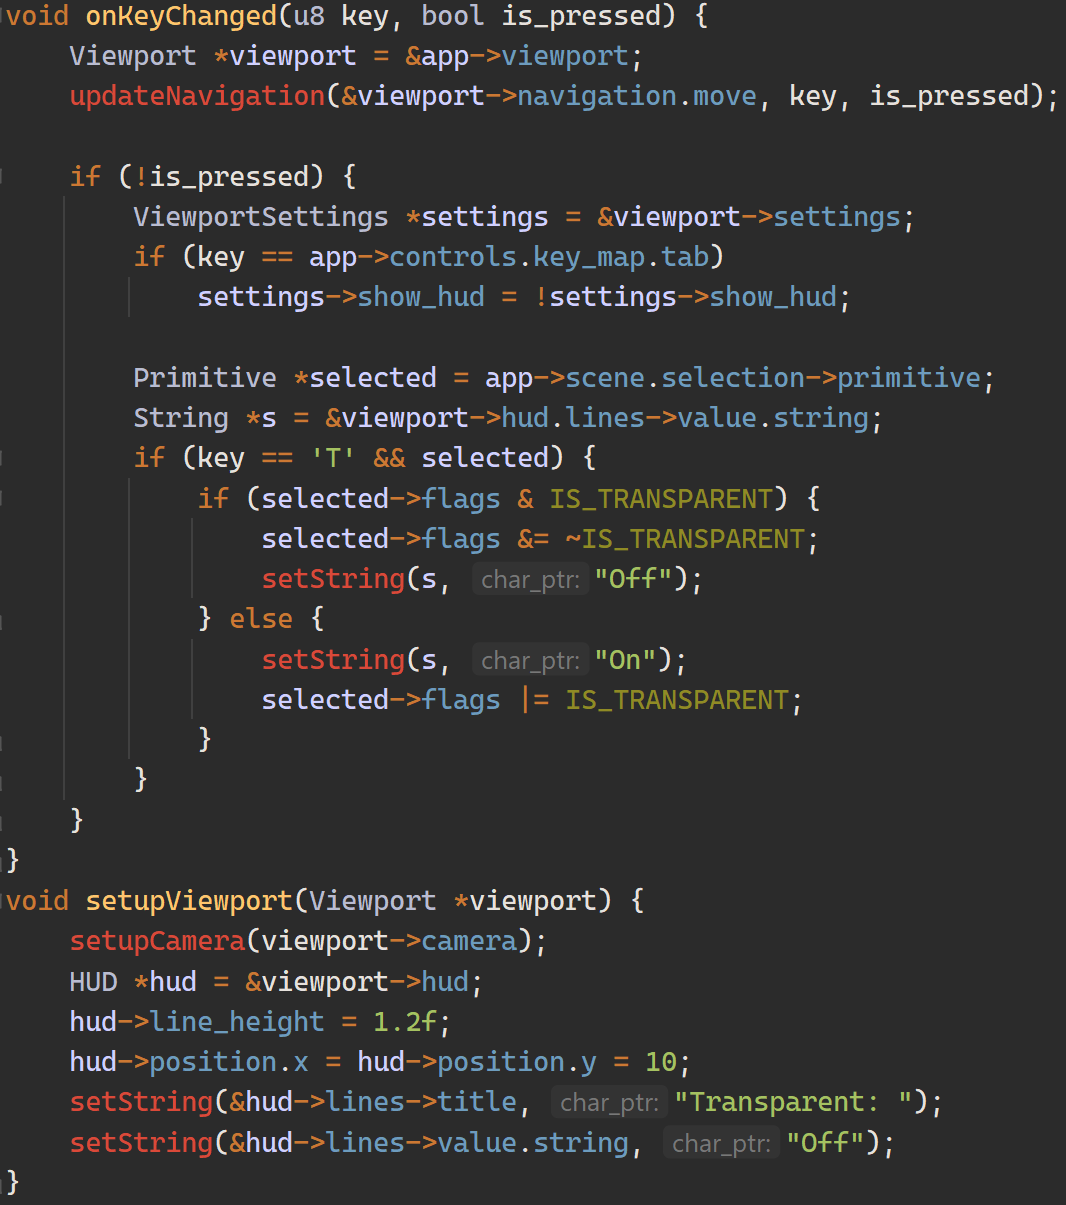 void onKeyChanged(u8 key, bool is_pressed) {
    Viewport *viewport = &app->viewport;
    updateNavigation(&viewport->navigation.move, key, is_pressed);

    if (!is_pressed) {
        ViewportSettings *settings = &viewport->settings;
        if (key == app->controls.key_map.tab)
            settings->show_hud = !settings->show_hud;

        Primitive *selected = app->scene.selection->primitive;
        String *s = &viewport->hud.lines->value.string;
        if (key == 'T' && selected) {
            if (selected->flags & IS_TRANSPARENT) {
                selected->flags &= ~IS_TRANSPARENT;
                setString(s, char_ptr: "Off");
            } else {
                setString(s, char_ptr: "On");
                selected->flags |= IS_TRANSPARENT;
            }
        }
    }
}
void setupViewport(Viewport *viewport) {
    setupCamera(viewport->camera);
    HUD *hud = &viewport->hud;
    hud->line_height = 1.2f;
    hud->position.x = hud->position.y = 10;
    setString(&hud->lines->title, char_ptr: "Transparent: ");
    setString(&hud->lines->value.string, char_ptr: "Off");
}